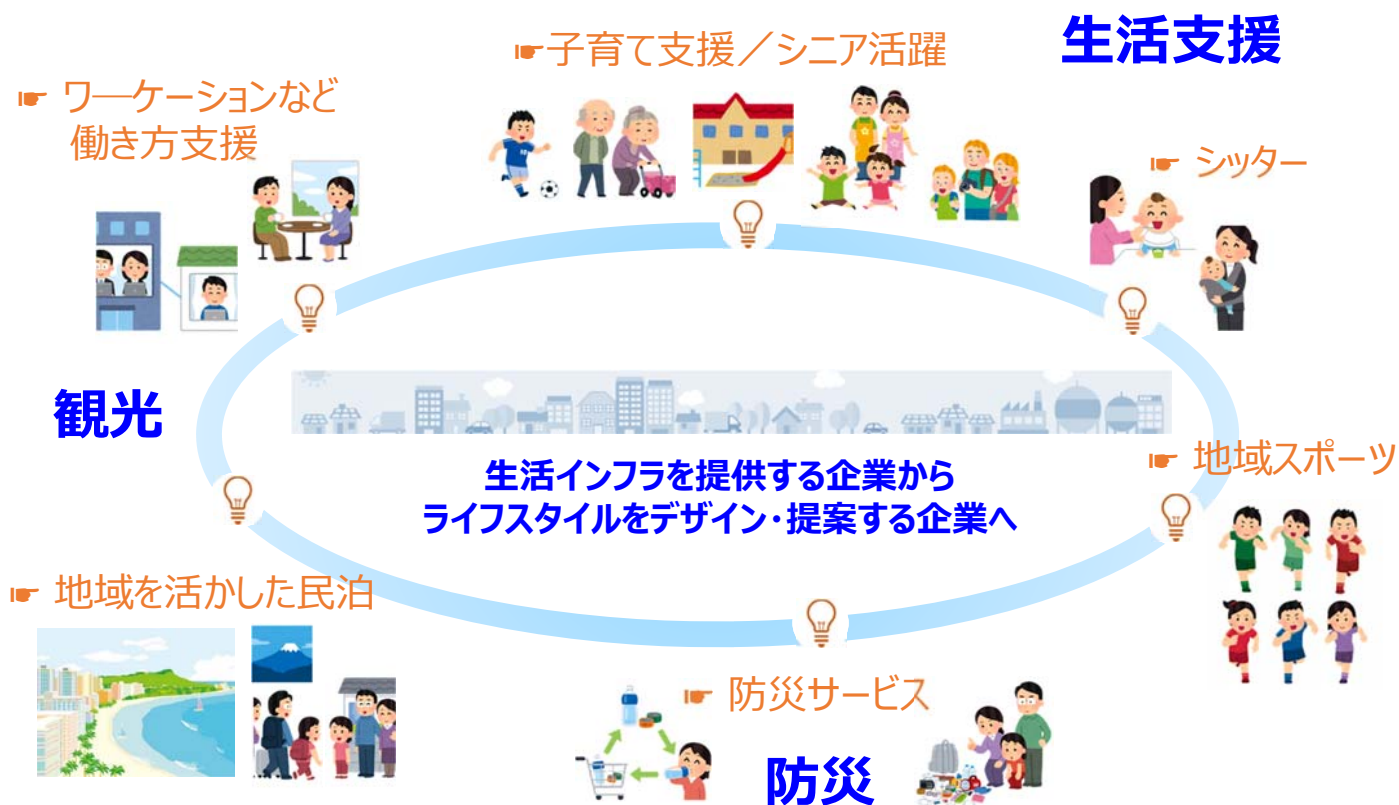 生活支援
☛子育て支援／シニア活躍
☛ ワ―ケーションなど
働き方支援
☛ シッター
観光
生活インフラを提供する企業から
ライフスタイルをデザイン・提案する企業へ
☛ 地域スポーツ
☛ 地域を活かした民泊
☛ 防災サービス
防災